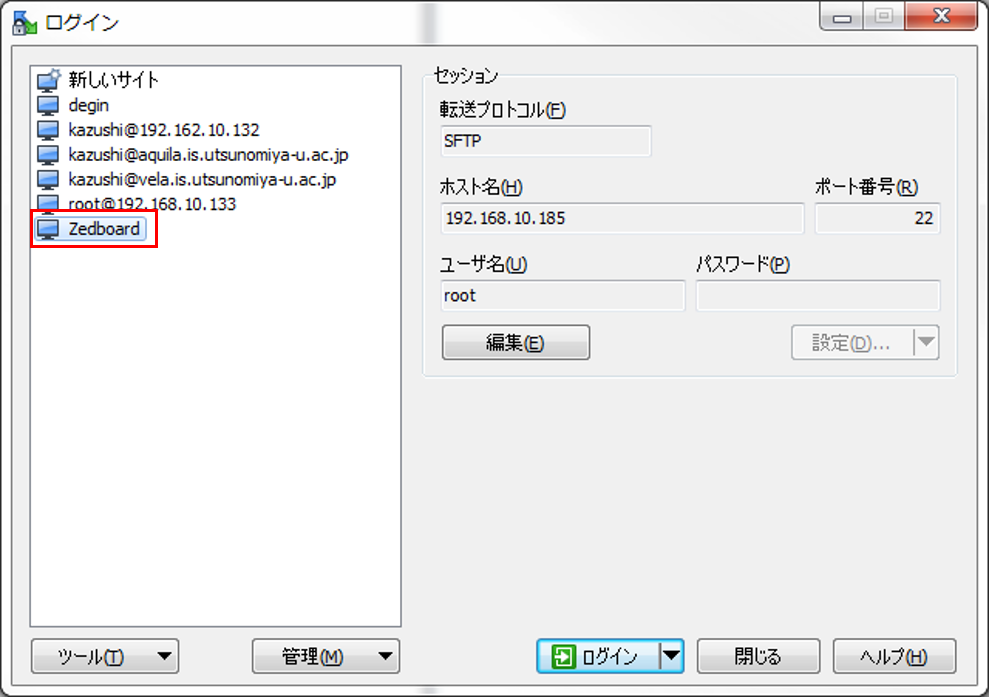 ログイン
新しいサイト
degin
kazushi@192.162.10.132
kazushi@aquila.is.utsunomiya-u.ac.jp
kazushi@vela.is.utsunomiya-u.ac.jp
root@192.168.10.133
Zedboard
セッション
転送プロトコル(F)
SFTP
ホスト名(H) ポート番号(R)
192.168.10.185 22
ユーザ名(U) パスワード(P)
root
編集(E) 設定(D)...
ツール(T) 管理(M) ログイン 閉じる ヘルプ(H)